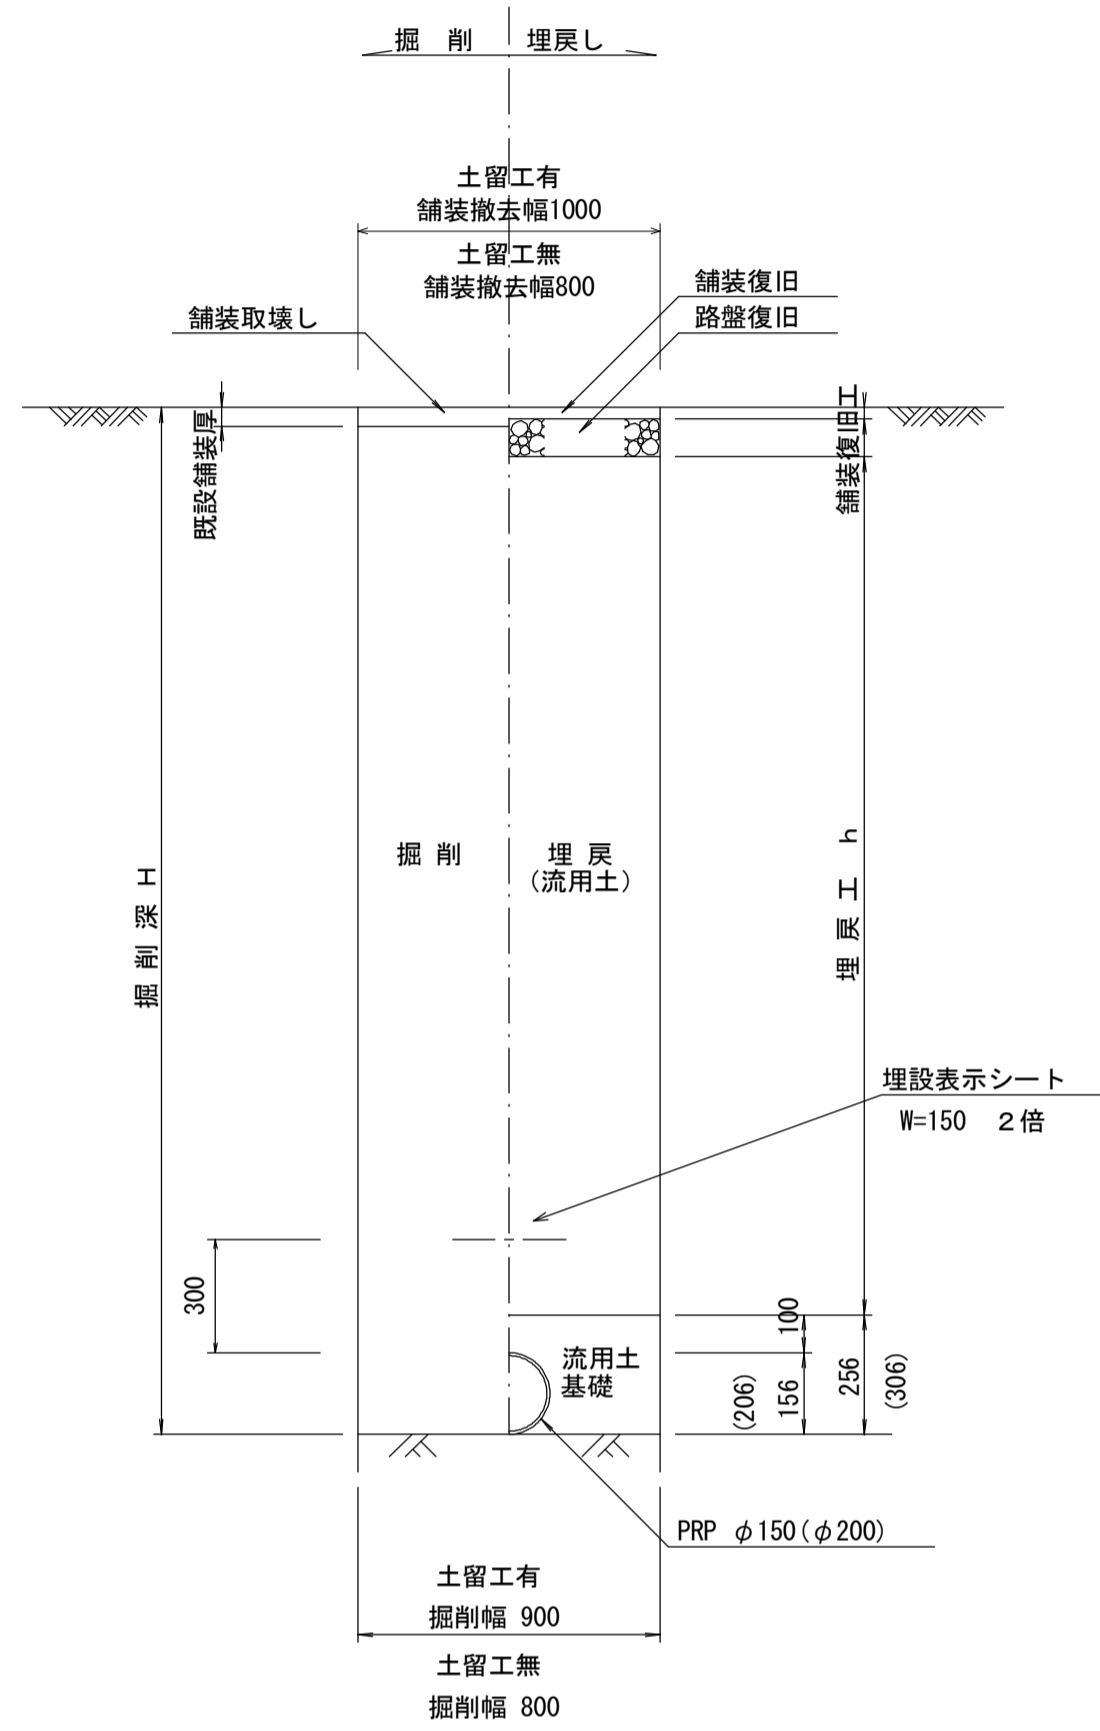 掘 削 埋戻し
土留工有
舗装撤去幅1000
土留工無
舗装撤去幅800
舗装復旧
路盤復旧
舗装取壊し
既設舗装厚
舗装復旧工
掘 削
埋 戻
(流用土)
掘 削 深 H
埋 戻 工 h
埋設表示シート
W=150 2倍
300
100
流用土
基礎
(206)
156
256
(306)
PRP φ150(φ200)
土留工有
掘削幅 900
土留工無
掘削幅 800